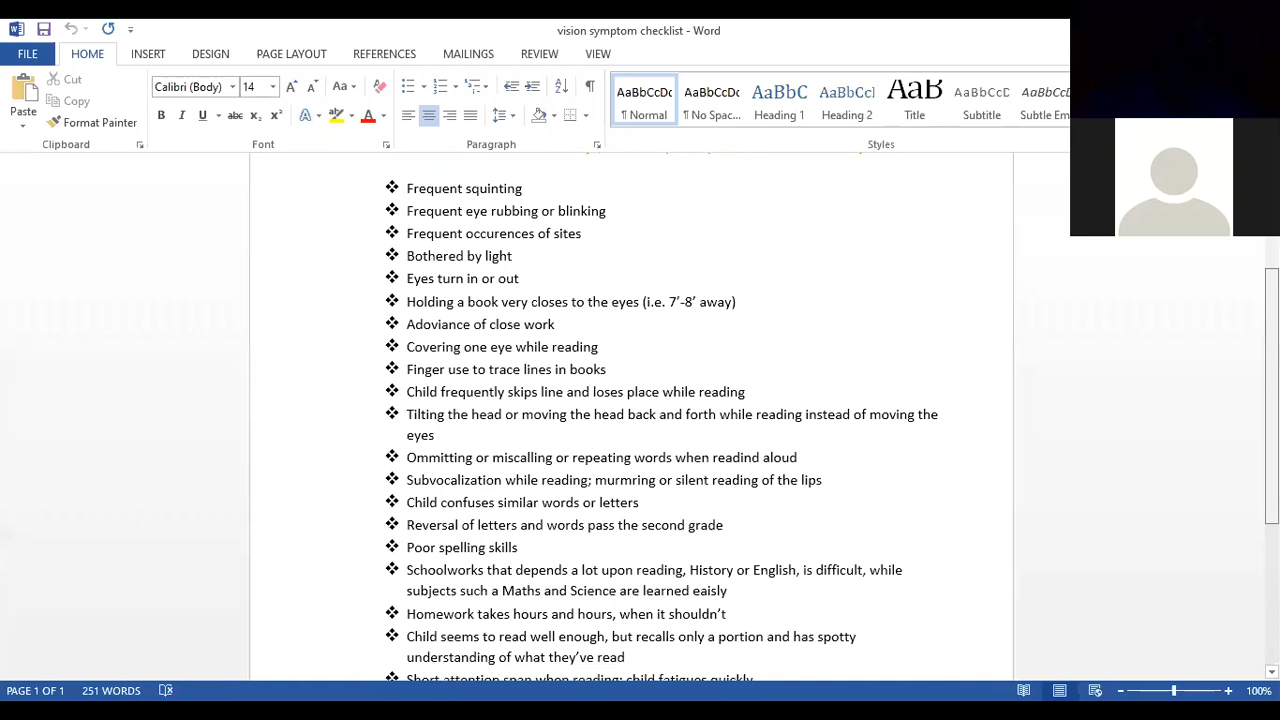 vision symptom checklist - Word
FILE HOME INSERT DESIGN PAGE LAYOUT REFERENCES MAILINGS REVIEW VIEW
Paste
Cut
Copy
Format Painter
Calibri (Body) 14
AaBbCcDc AaBbCcDc AaBbC AaBbCcl AaB AaBbCcD AaBbCcDc
¶ Normal ¶ No Spac... Heading 1 Heading 2 Title Subtitle Subtle Em
Clipboard Font Paragraph Styles
❖ Frequent squinting
❖ Frequent eye rubbing or blinking
❖ Frequent occurences of sites
❖ Bothered by light
❖ Eyes turn in or out
❖ Holding a book very closes to the eyes (i.e. 7’-8’ away)
❖ Adoviance of close work
❖ Covering one eye while reading
❖ Finger use to trace lines in books
❖ Child frequently skips line and loses place while reading
❖ Tilting the head or moving the head back and forth while reading instead of moving the
eyes
❖ Ommitting or miscalling or repeating words when readind aloud
❖ Subvocalization while reading; murmring or silent reading of the lips
❖ Child confuses similar words or letters
❖ Reversal of letters and words pass the second grade
❖ Poor spelling skills
❖ Schoolworks that depends a lot upon reading, History or English, is difficult, while
subjects such a Maths and Science are learned eaisly
❖ Homework takes hours and hours, when it shouldn’t
❖ Child seems to read well enough, but recalls only a portion and has spotty
understanding of what they’ve read
❖ Short attention span when reading; child fatigues quickly
PAGE 1 OF 1 251 WORDS 100%